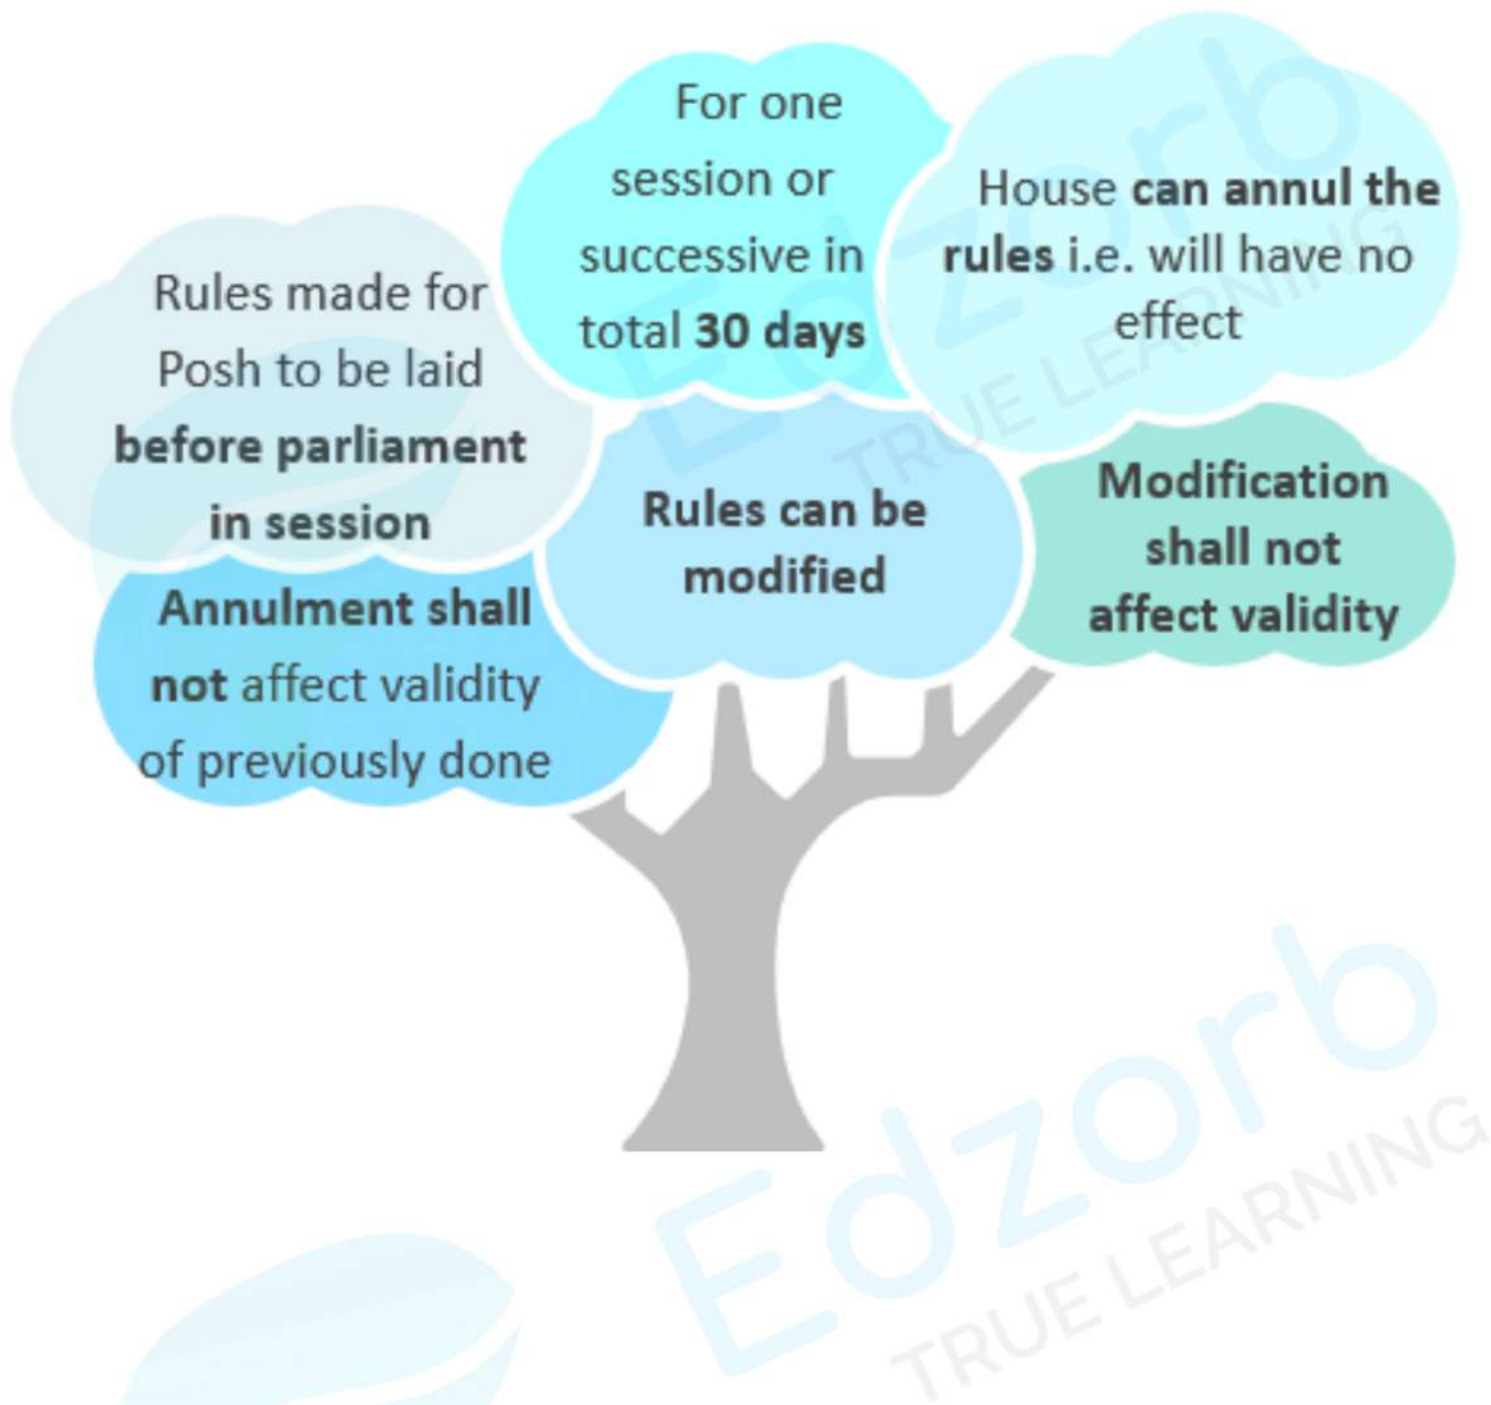 For one
session or
successive in
total 30 days
House can annul the
rules i.e. will have no
effect
Rules made for
Posh to be laid
before parliament
in session
Rules can be
modified
Modification
shall not
affect validity
Annulment shall
not affect validity
of previously done
Edzorb
TRUE LEARNING
Edzorb
TRUE LEARNING